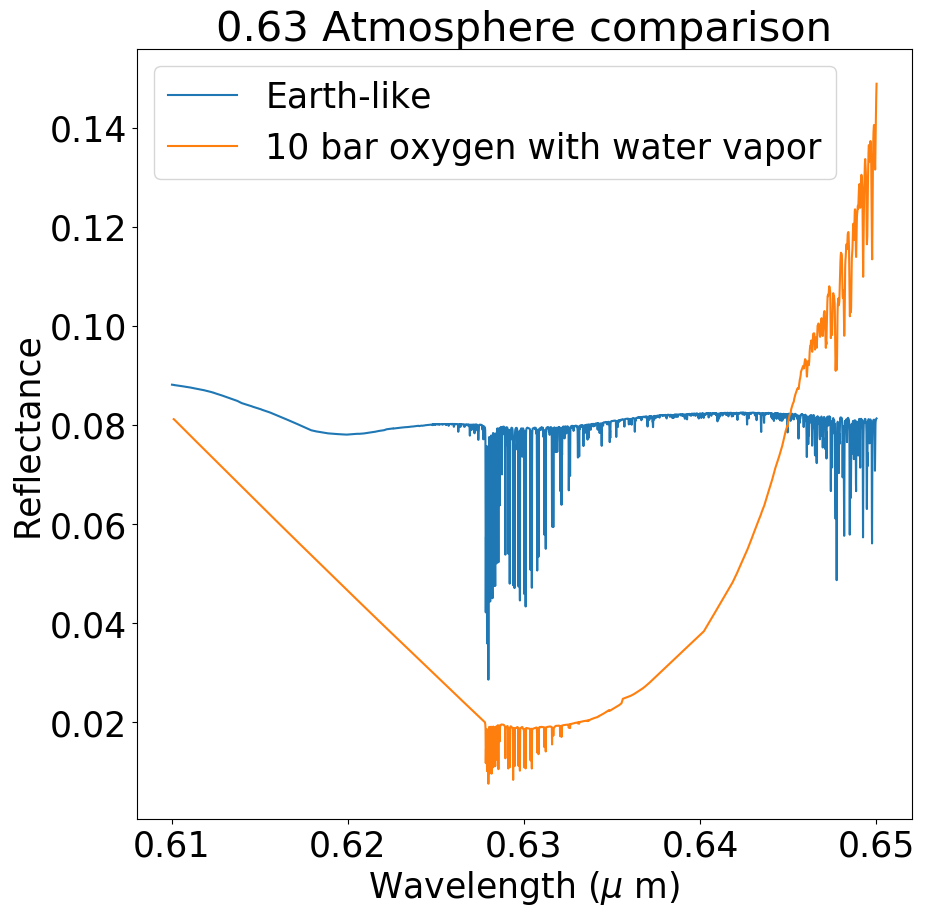 0.63 Atmosphere comparison
Earth-like
10 bar oxygen with water vapor
0.14
0.12
0.10
0.08
0.06
0.04
0.02
Reflectance
0.61 0.62 0.63 0.64 0.65
Wavelength (μ m)